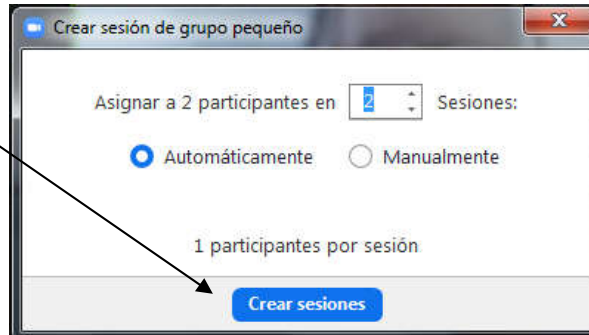 Crear sesión de grupo pequeño
Asignar a 2 participantes en 2 Sesiones:
Automáticamente Manualmente
1 participantes por sesión
Crear sesiones